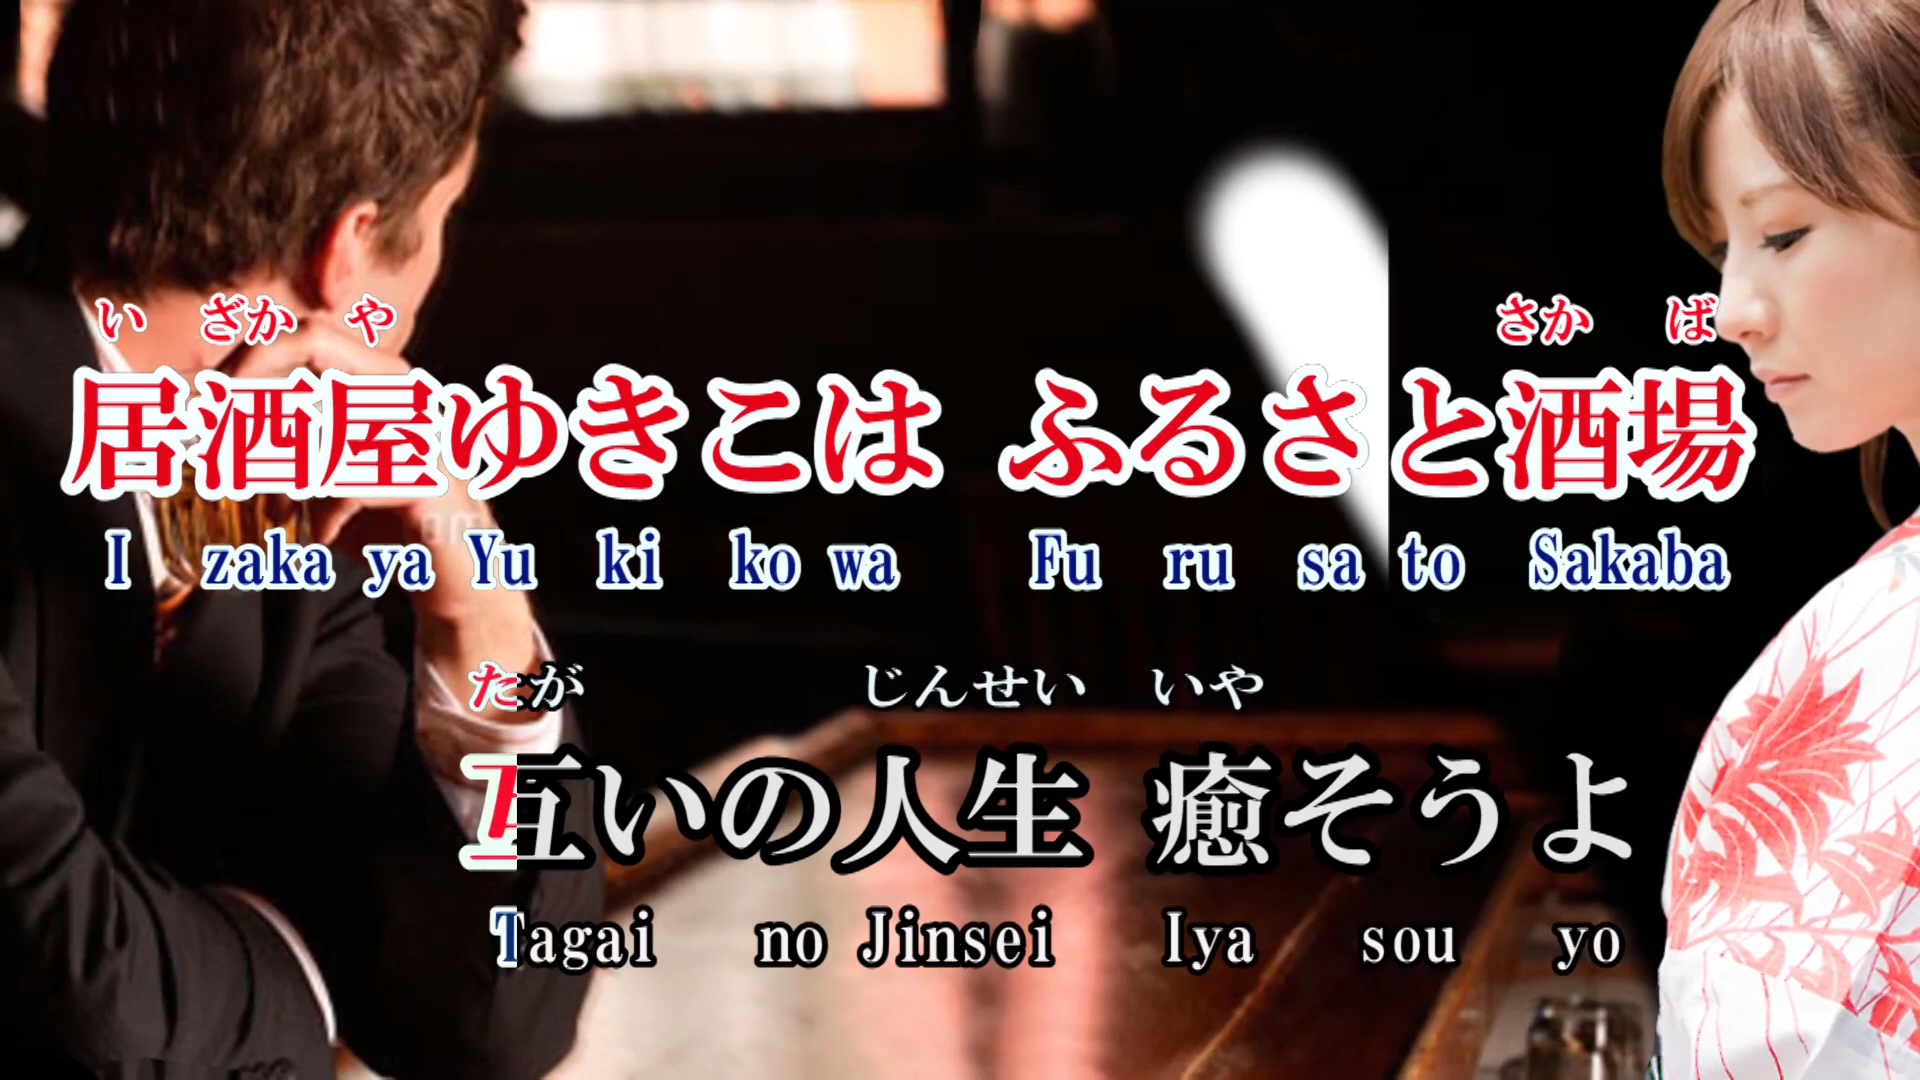 い ざか や さか ば
居酒屋ゆきこは ふるさと酒場
I zaka ya Yu ki ko wa Fu ru sa to Sakaba
たが じんせい いや
互いの人生 癒そうよ
Tagai no Jinsei Iya sou yo